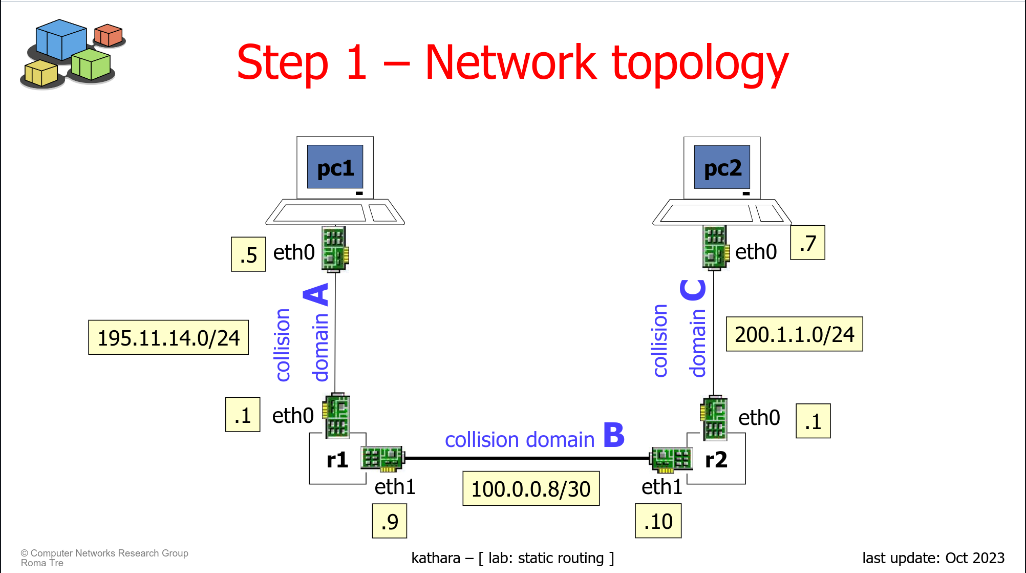 Step 1 – Network topology
pc1
pc2
.5
eth0
eth0
.7
collision
domain A
collision
domain C
195.11.14.0/24
200.1.1.0/24
.1
eth0
eth0
.1
collision domain B
r1
r2
eth1
100.0.0.8/30
eth1
.9
.10
© Computer Networks Research Group
Roma Tre
kathara – [ lab: static routing ]
last update: Oct 2023